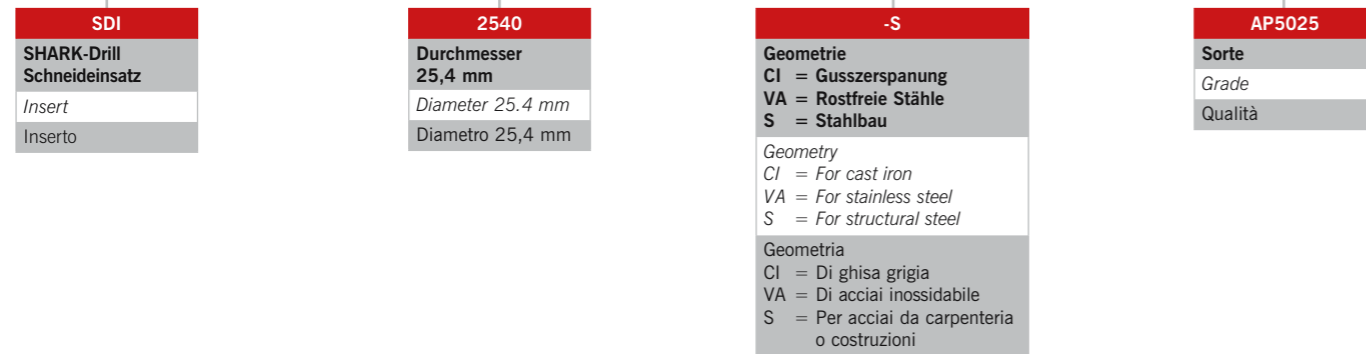 SDI
SHARK-Drill
Schneideinsatz
Insert
Inserto
2540
Durchmesser
25,4 mm
Diameter 25.4 mm
Diametro 25,4 mm
-S
Geometrie
CI = Gusszerspanung
VA = Rostfreie Stähle
S = Stahlbau
Geometry
CI = For cast iron
VA = For stainless steel
S = For structural steel
Geometria
CI = Di ghisa grigia
VA = Di acciai inossidabile
S = Per acciai da carpenteria
o costruzioni
AP5025
Sorte
Grade
Qualità